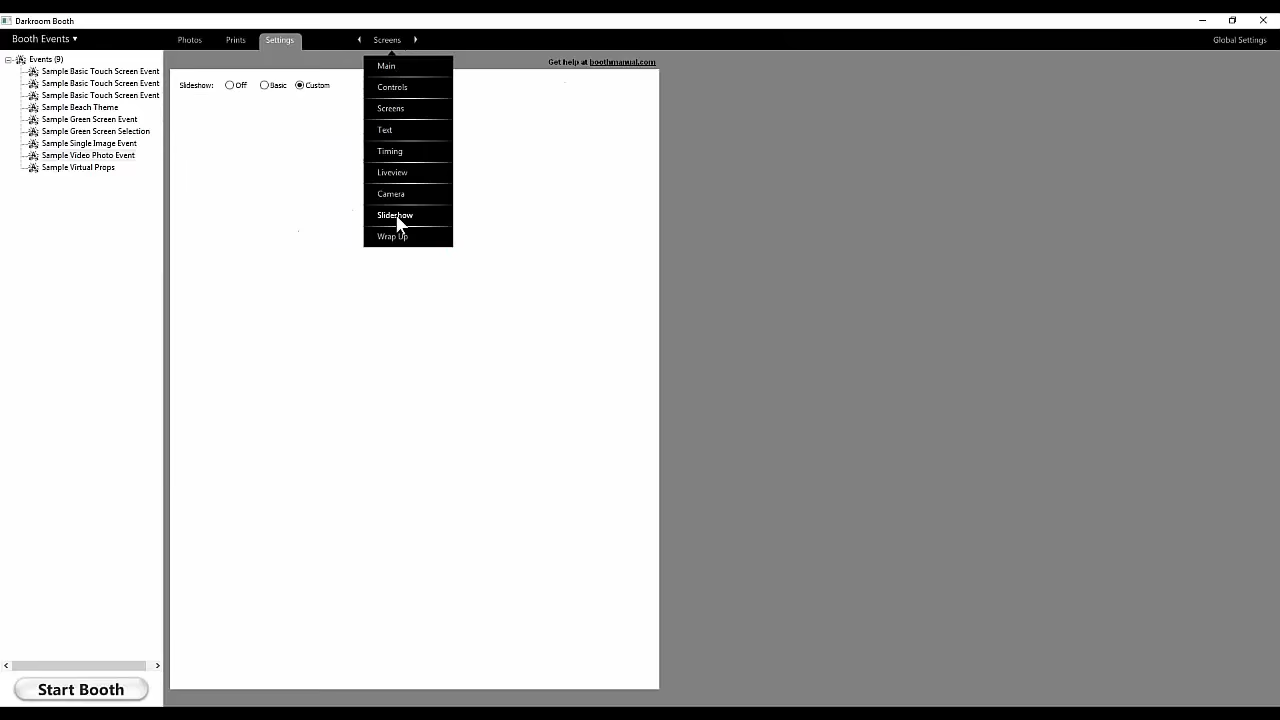 Darkroom Booth
Booth Events ▾
Photos
Prints
Settings
Screens
Global Settings
Events (9)
Sample Basic Touch Screen Event
Sample Basic Touch Screen Event
Sample Basic Touch Screen Event
Sample Beach Theme
Sample Green Screen Event
Sample Green Screen Selection
Sample Single Image Event
Sample Video Photo Event
Sample Virtual Props
Start Booth
Get help at boothmanual.com
Slideshow: Off Basic Custom
Main
Controls
Screens
Text
Timing
Liveview
Camera
Slideshow
Wrap Up